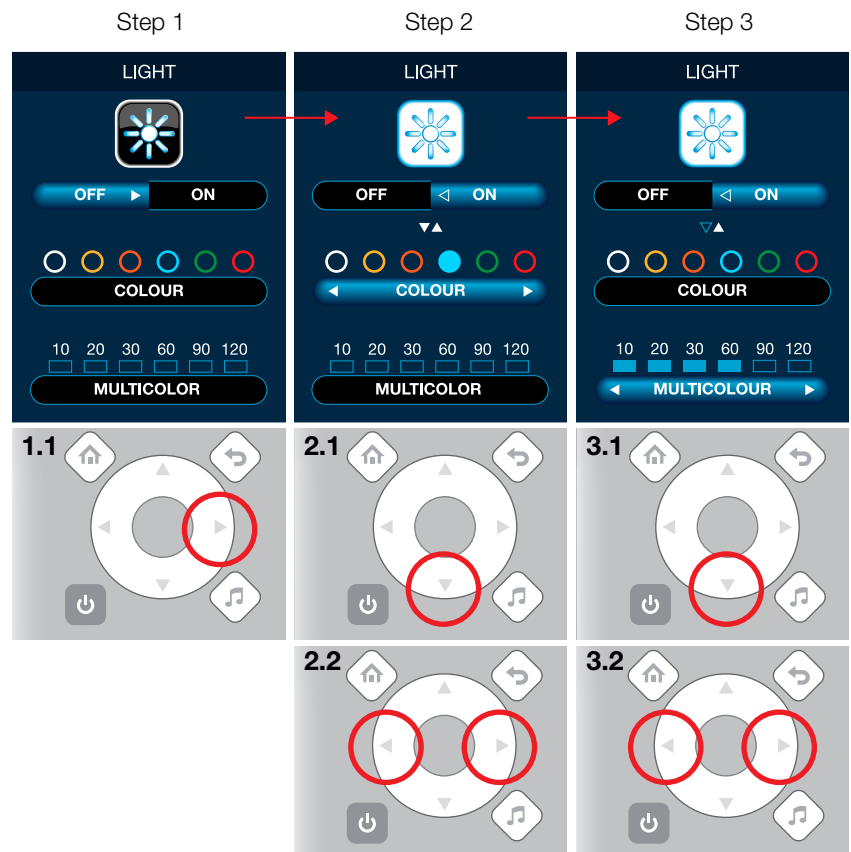 Step 1
Step 2
Step 3
LIGHT
OFF ON
COLOUR
10 20 30 60 90 120
MULTICOLOR
LIGHT
OFF ON
COLOUR
10 20 30 60 90 120
MULTICOLOR
LIGHT
OFF ON
COLOUR
10 20 30 60 90 120
MULTICOLOUR
1.1
2.1
3.1
2.2
3.2